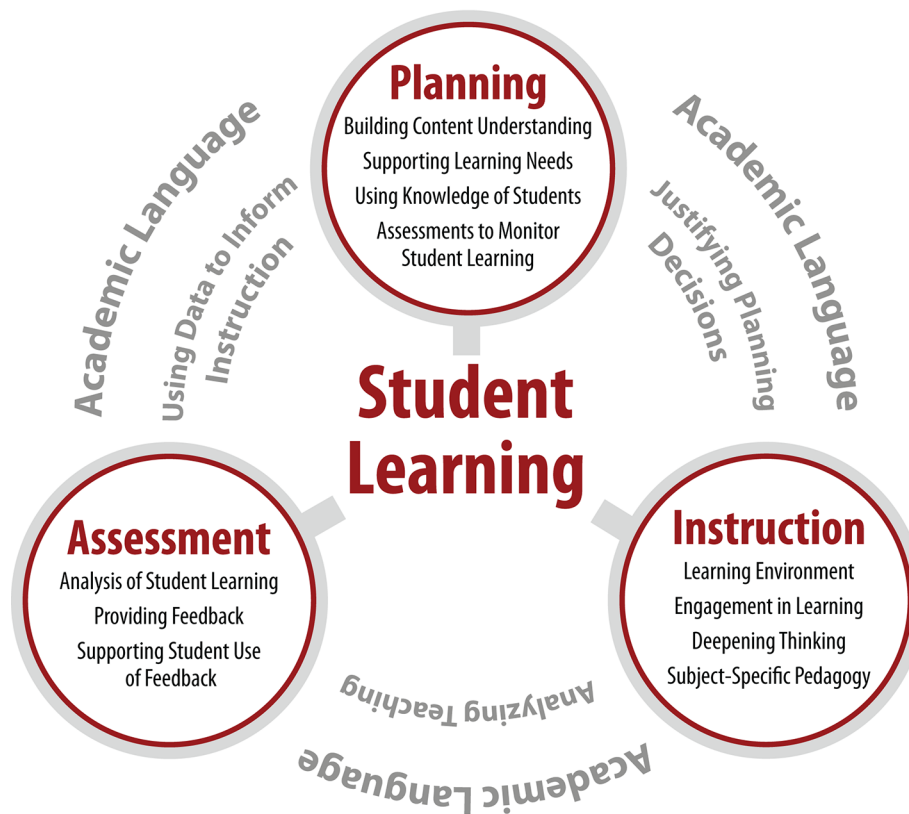 Planning
Building Content Understanding
Supporting Learning Needs
Using Knowledge of Students
Assessments to Monitor
Student Learning
Academic Language
Using Data to Inform
Instruction
Academic Language
Justifying Planning
Decisions
Student
Learning
Assessment
Analysis of Student Learning
Providing Feedback
Supporting Student Use
of Feedback
Instruction
Learning Environment
Engagement in Learning
Deepening Thinking
Subject-Specific Pedagogy
Analyzing Teaching
Academic Language